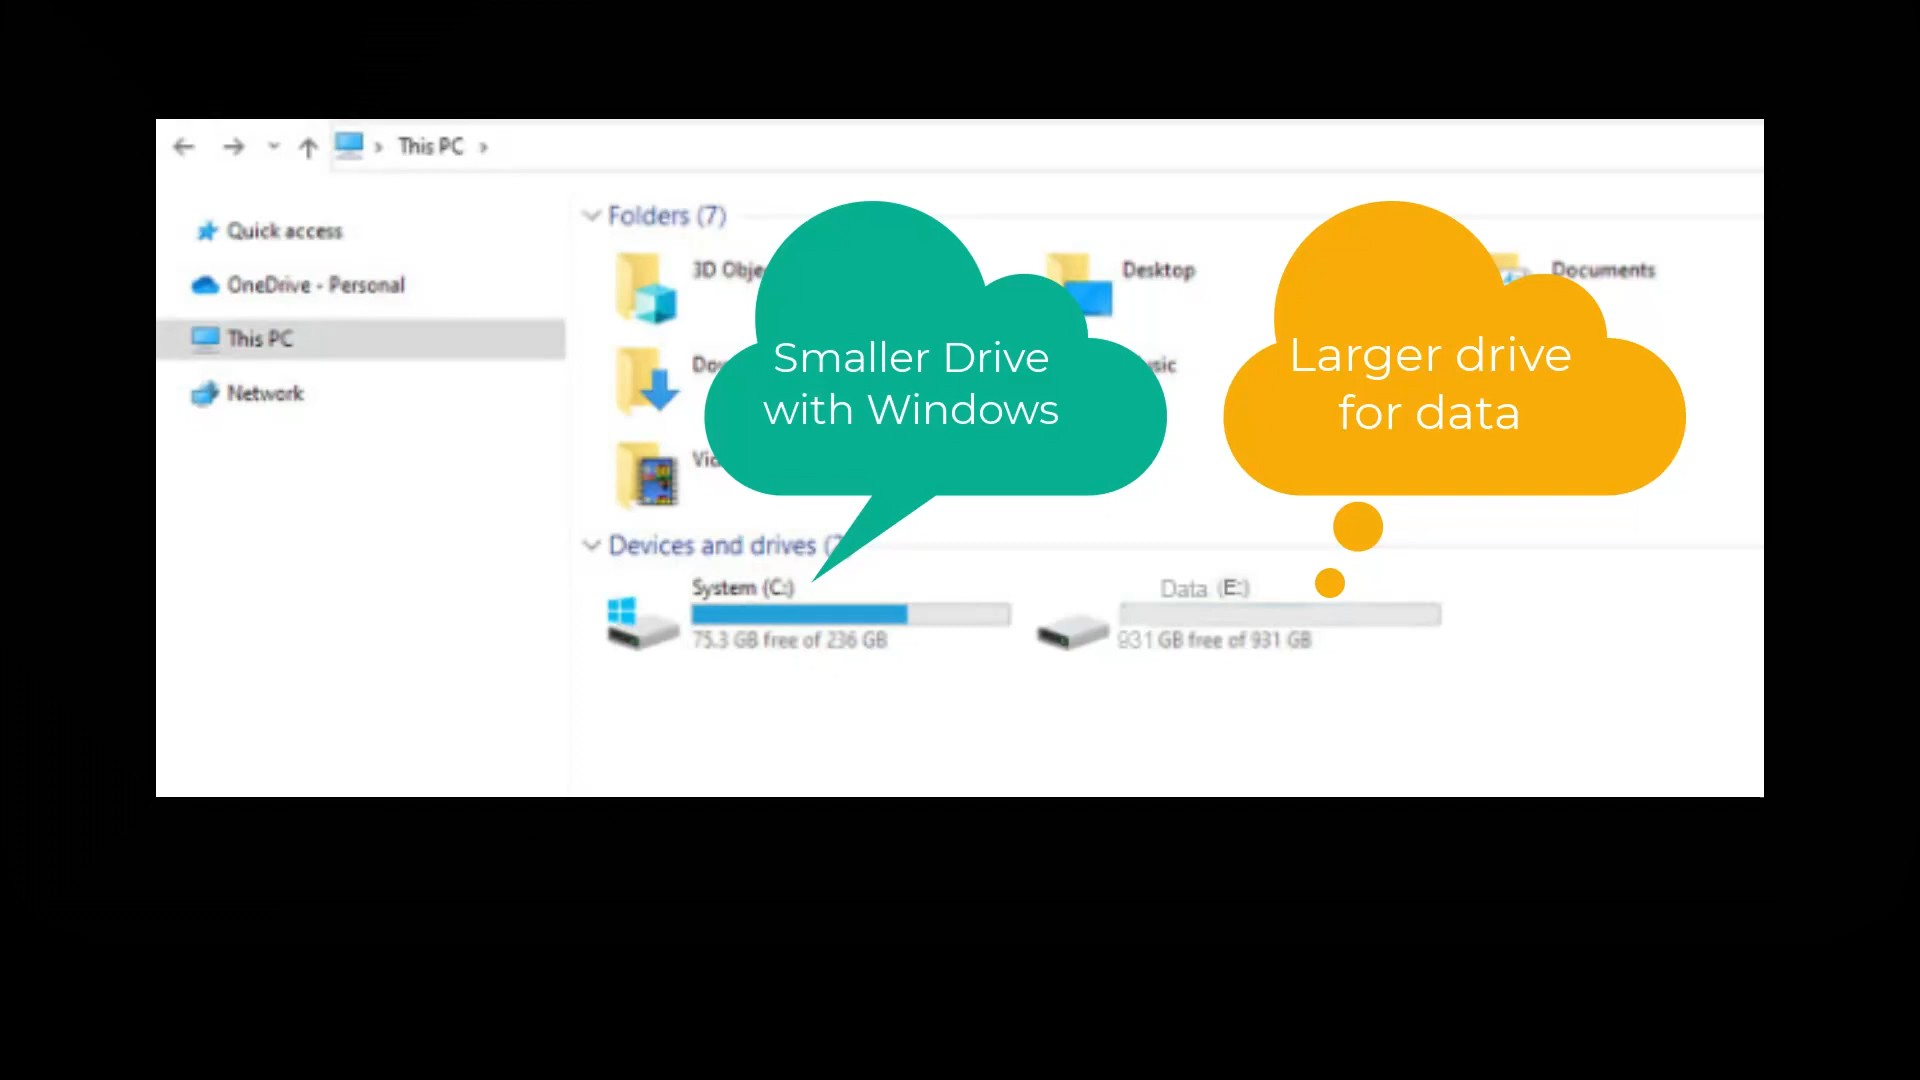 This PC
Quick access
OneDrive - Personal
This PC
Network
Folders (7)
3D
Desktop
Documents
Smaller Drive
with Windows
Larger drive
for data
Devices and drives
System (C:)
75.3 GB free of 236 GB
Data (E:)
931 GB free of 931 GB